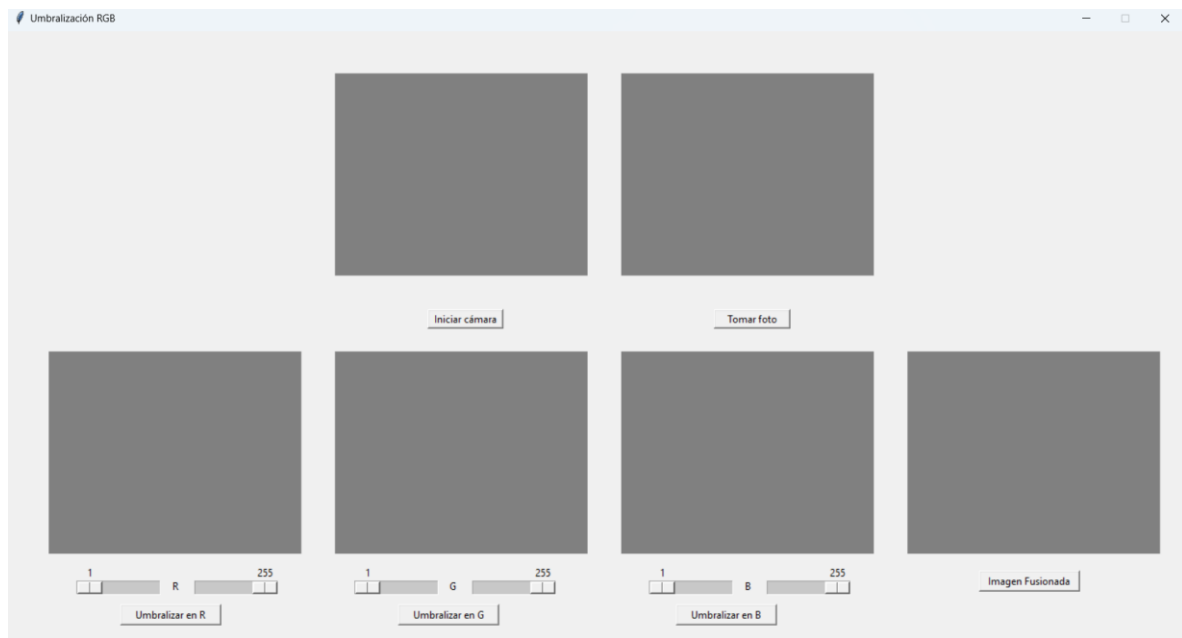 Umbralización RGB
Iniciar cámara
Tomar foto
1 R 255
1 G 255
1 B 255
Imagen Fusionada
Umbralizar en R
Umbralizar en G
Umbralizar en B